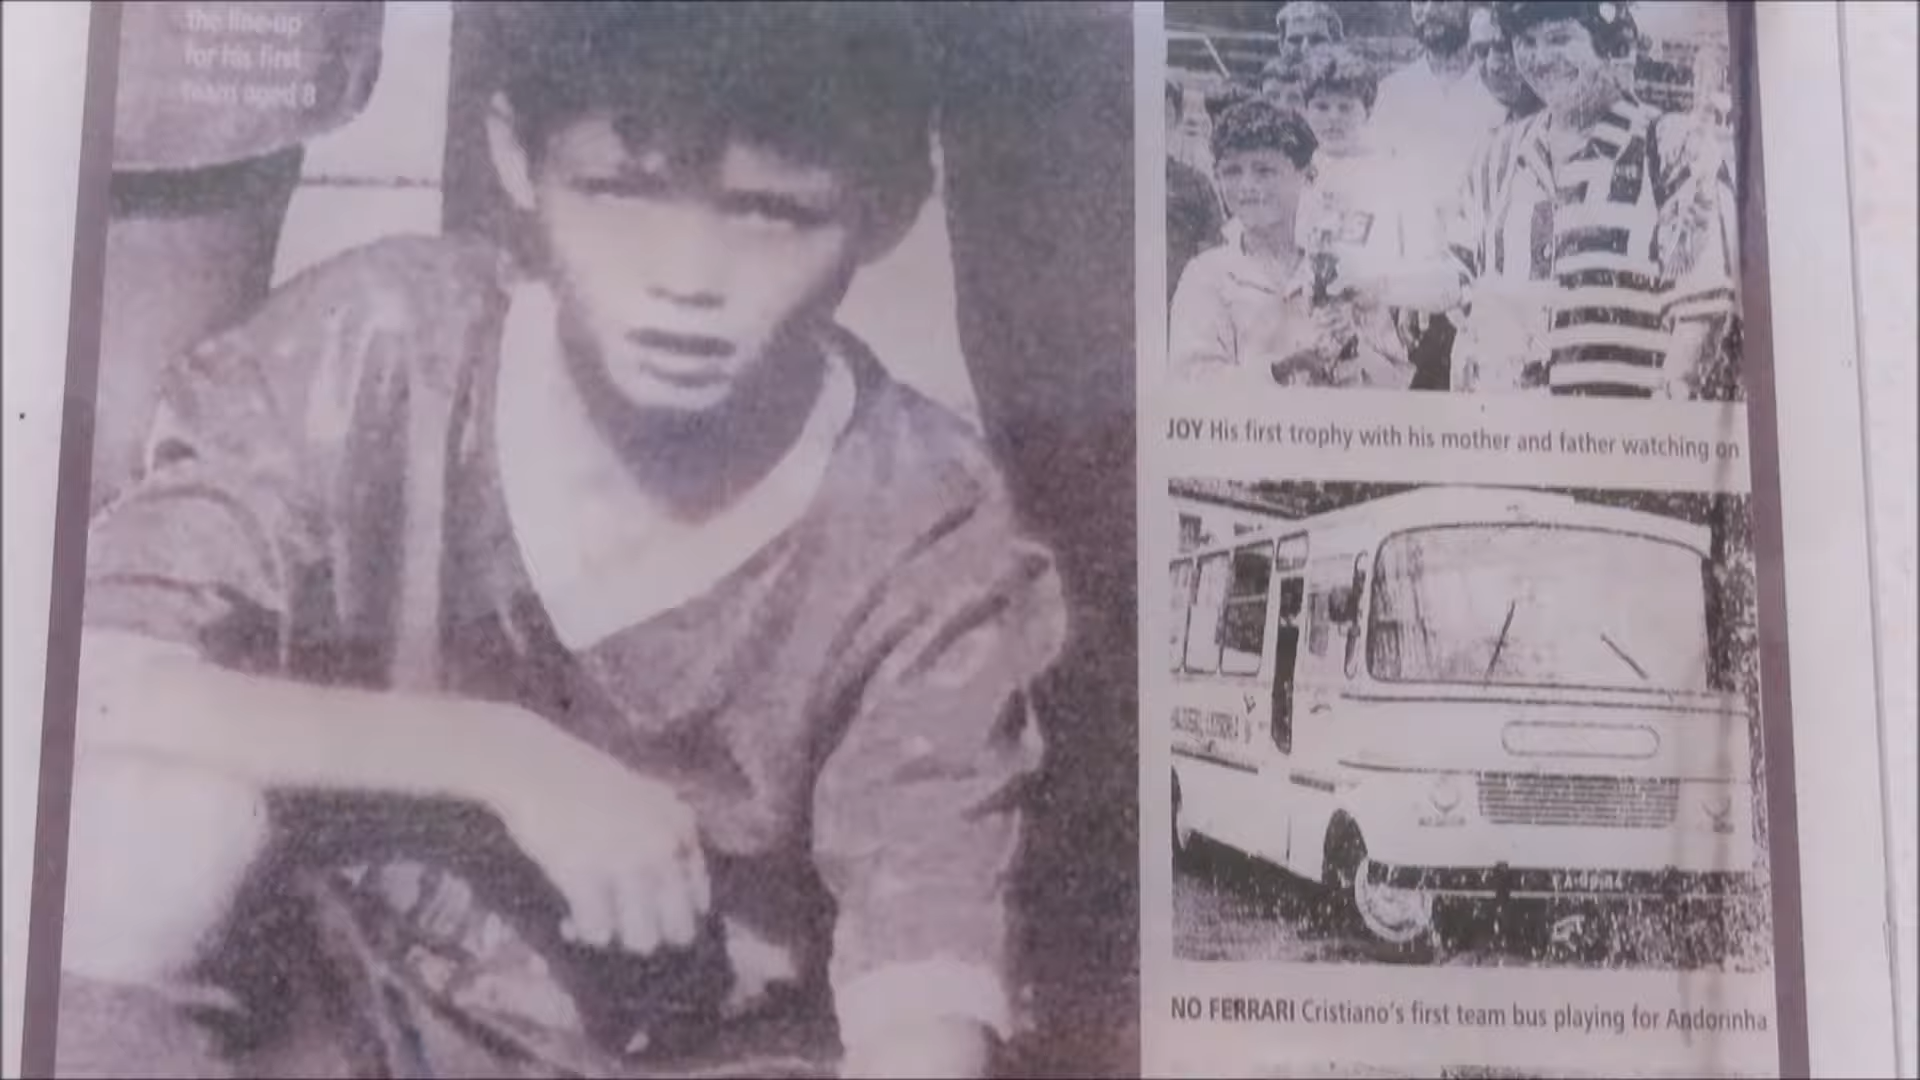 the line-up
for his first
team aged 8
JOY His first trophy with his mother and father watching on
NO FERRARI Cristiano's first team bus playing for Andorinha